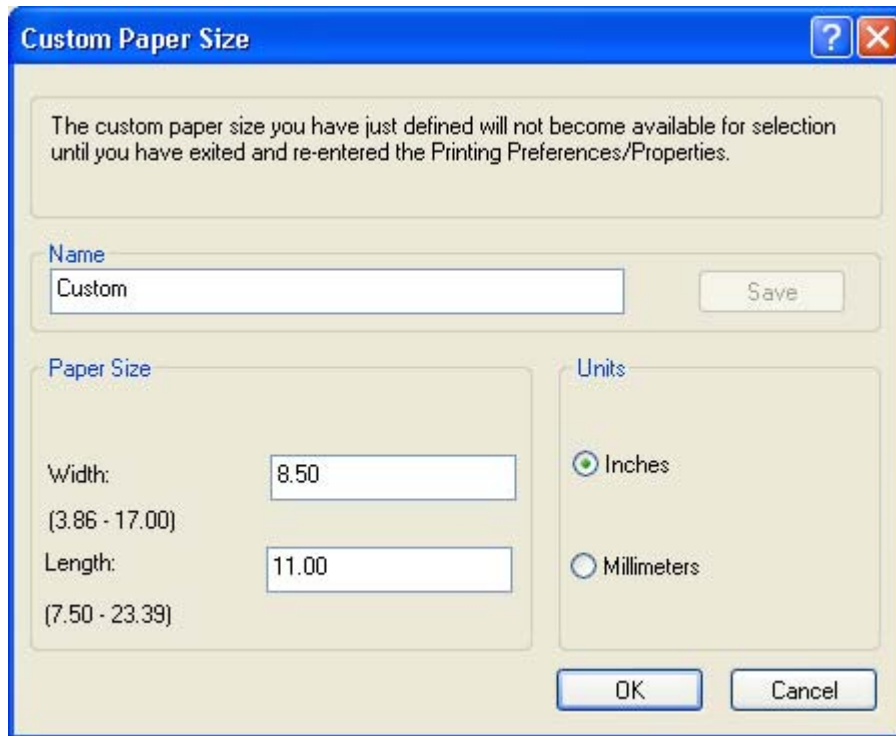 Custom Paper Size
The custom paper size you have just defined will not become available for selection
until you have exited and re-entered the Printing Preferences/Properties.
Name
Custom
Save
Paper Size
Width:
8.50
(3.86 - 17.00)
Length:
11.00
(7.50 - 23.39)
Units
Inches
Millimeters
OK
Cancel